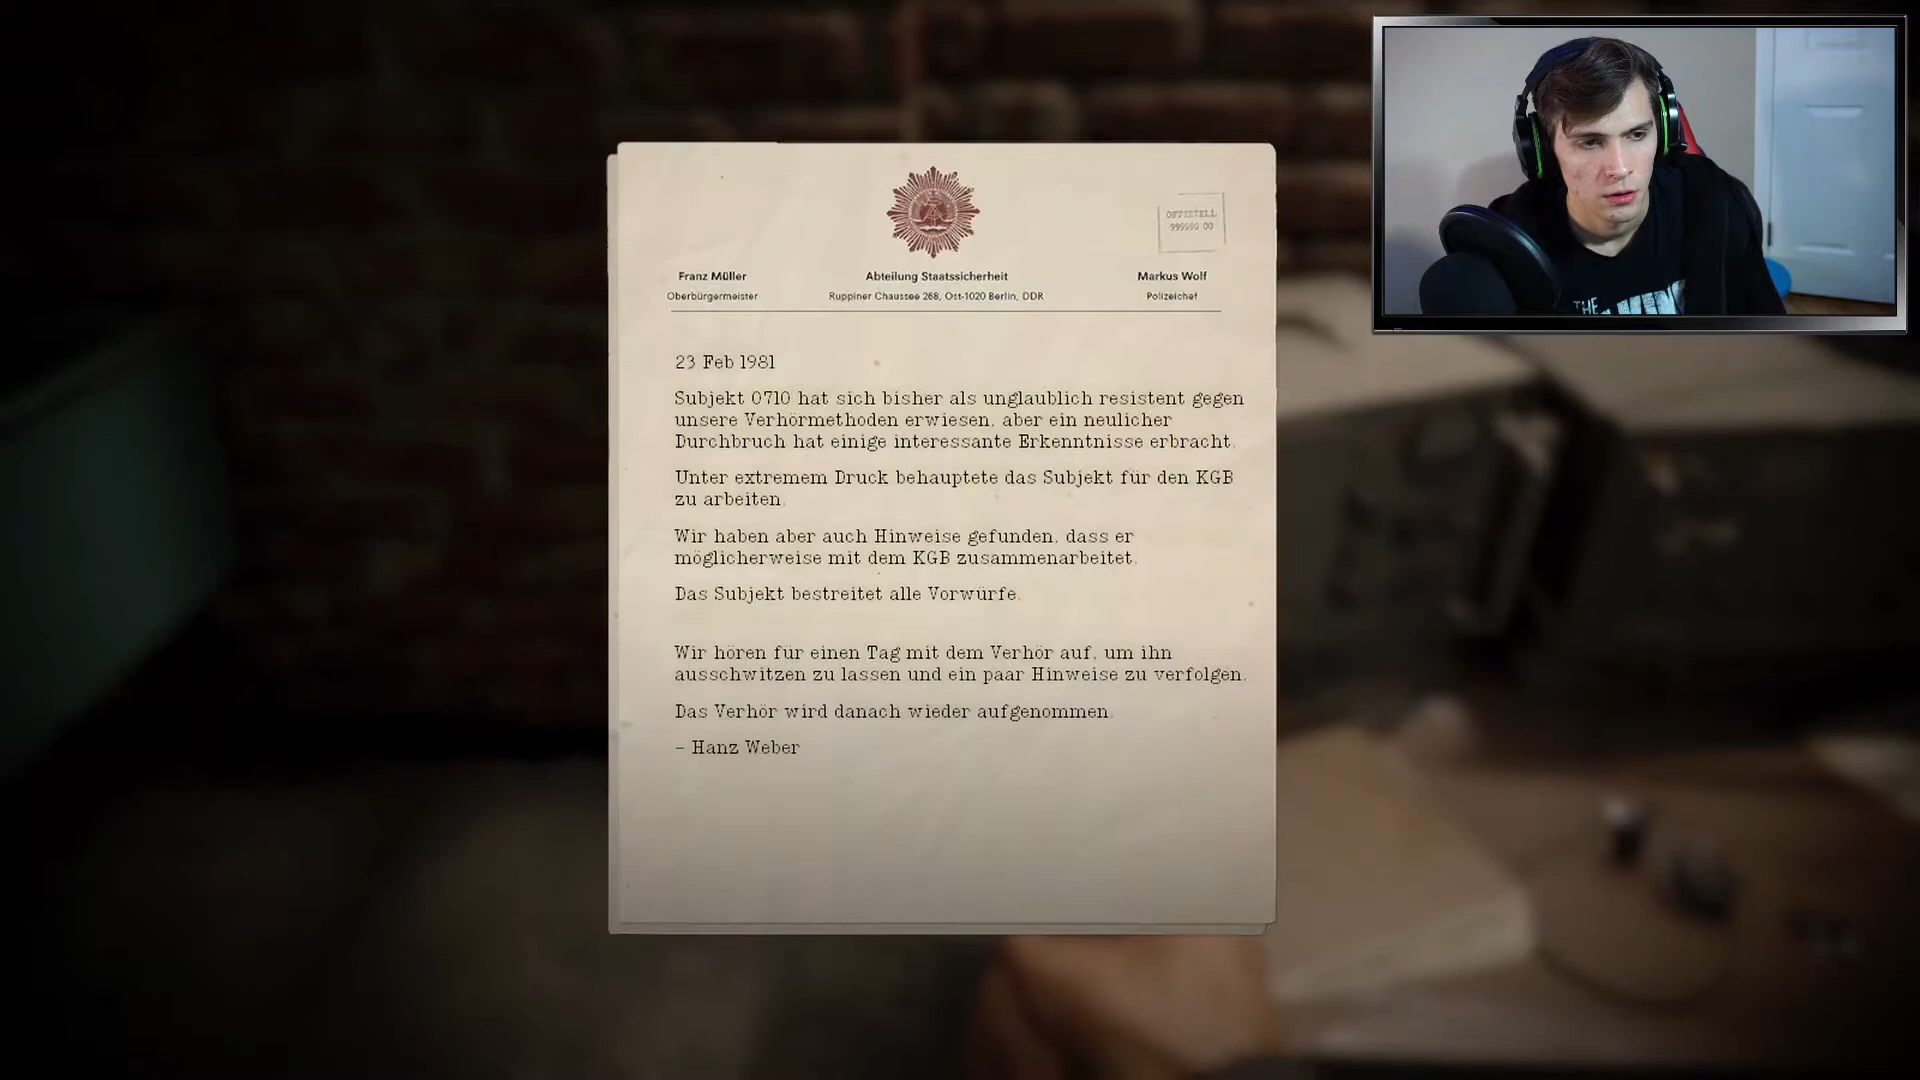 OFFIZIELL
999990 00
Franz Müller
Abteilung Staatssicherheit
Markus Wolf
Oberbürgermeister
Ruppiner Chaussee 268, Ost-1020 Berlin, DDR
Polizeichef
23 Feb 1981
Subjekt 0710 hat sich bisher als unglaublich resistent gegen
unsere Verhörmethoden erwiesen, aber ein neulicher
Durchbruch hat einige interessante Erkenntnisse erbracht.
Unter extremem Druck behauptete das Subjekt für den KGB
zu arbeiten.
Wir haben aber auch Hinweise gefunden, dass er
möglicherweise mit dem KGB zusammenarbeitet.
Das Subjekt bestreitet alle Vorwürfe.
Wir hören für einen Tag mit dem Verhör auf, um ihn
ausschwitzen zu lassen und ein paar Hinweise zu verfolgen.
Das Verhör wird danach wieder aufgenommen.
– Hanz Weber
THE